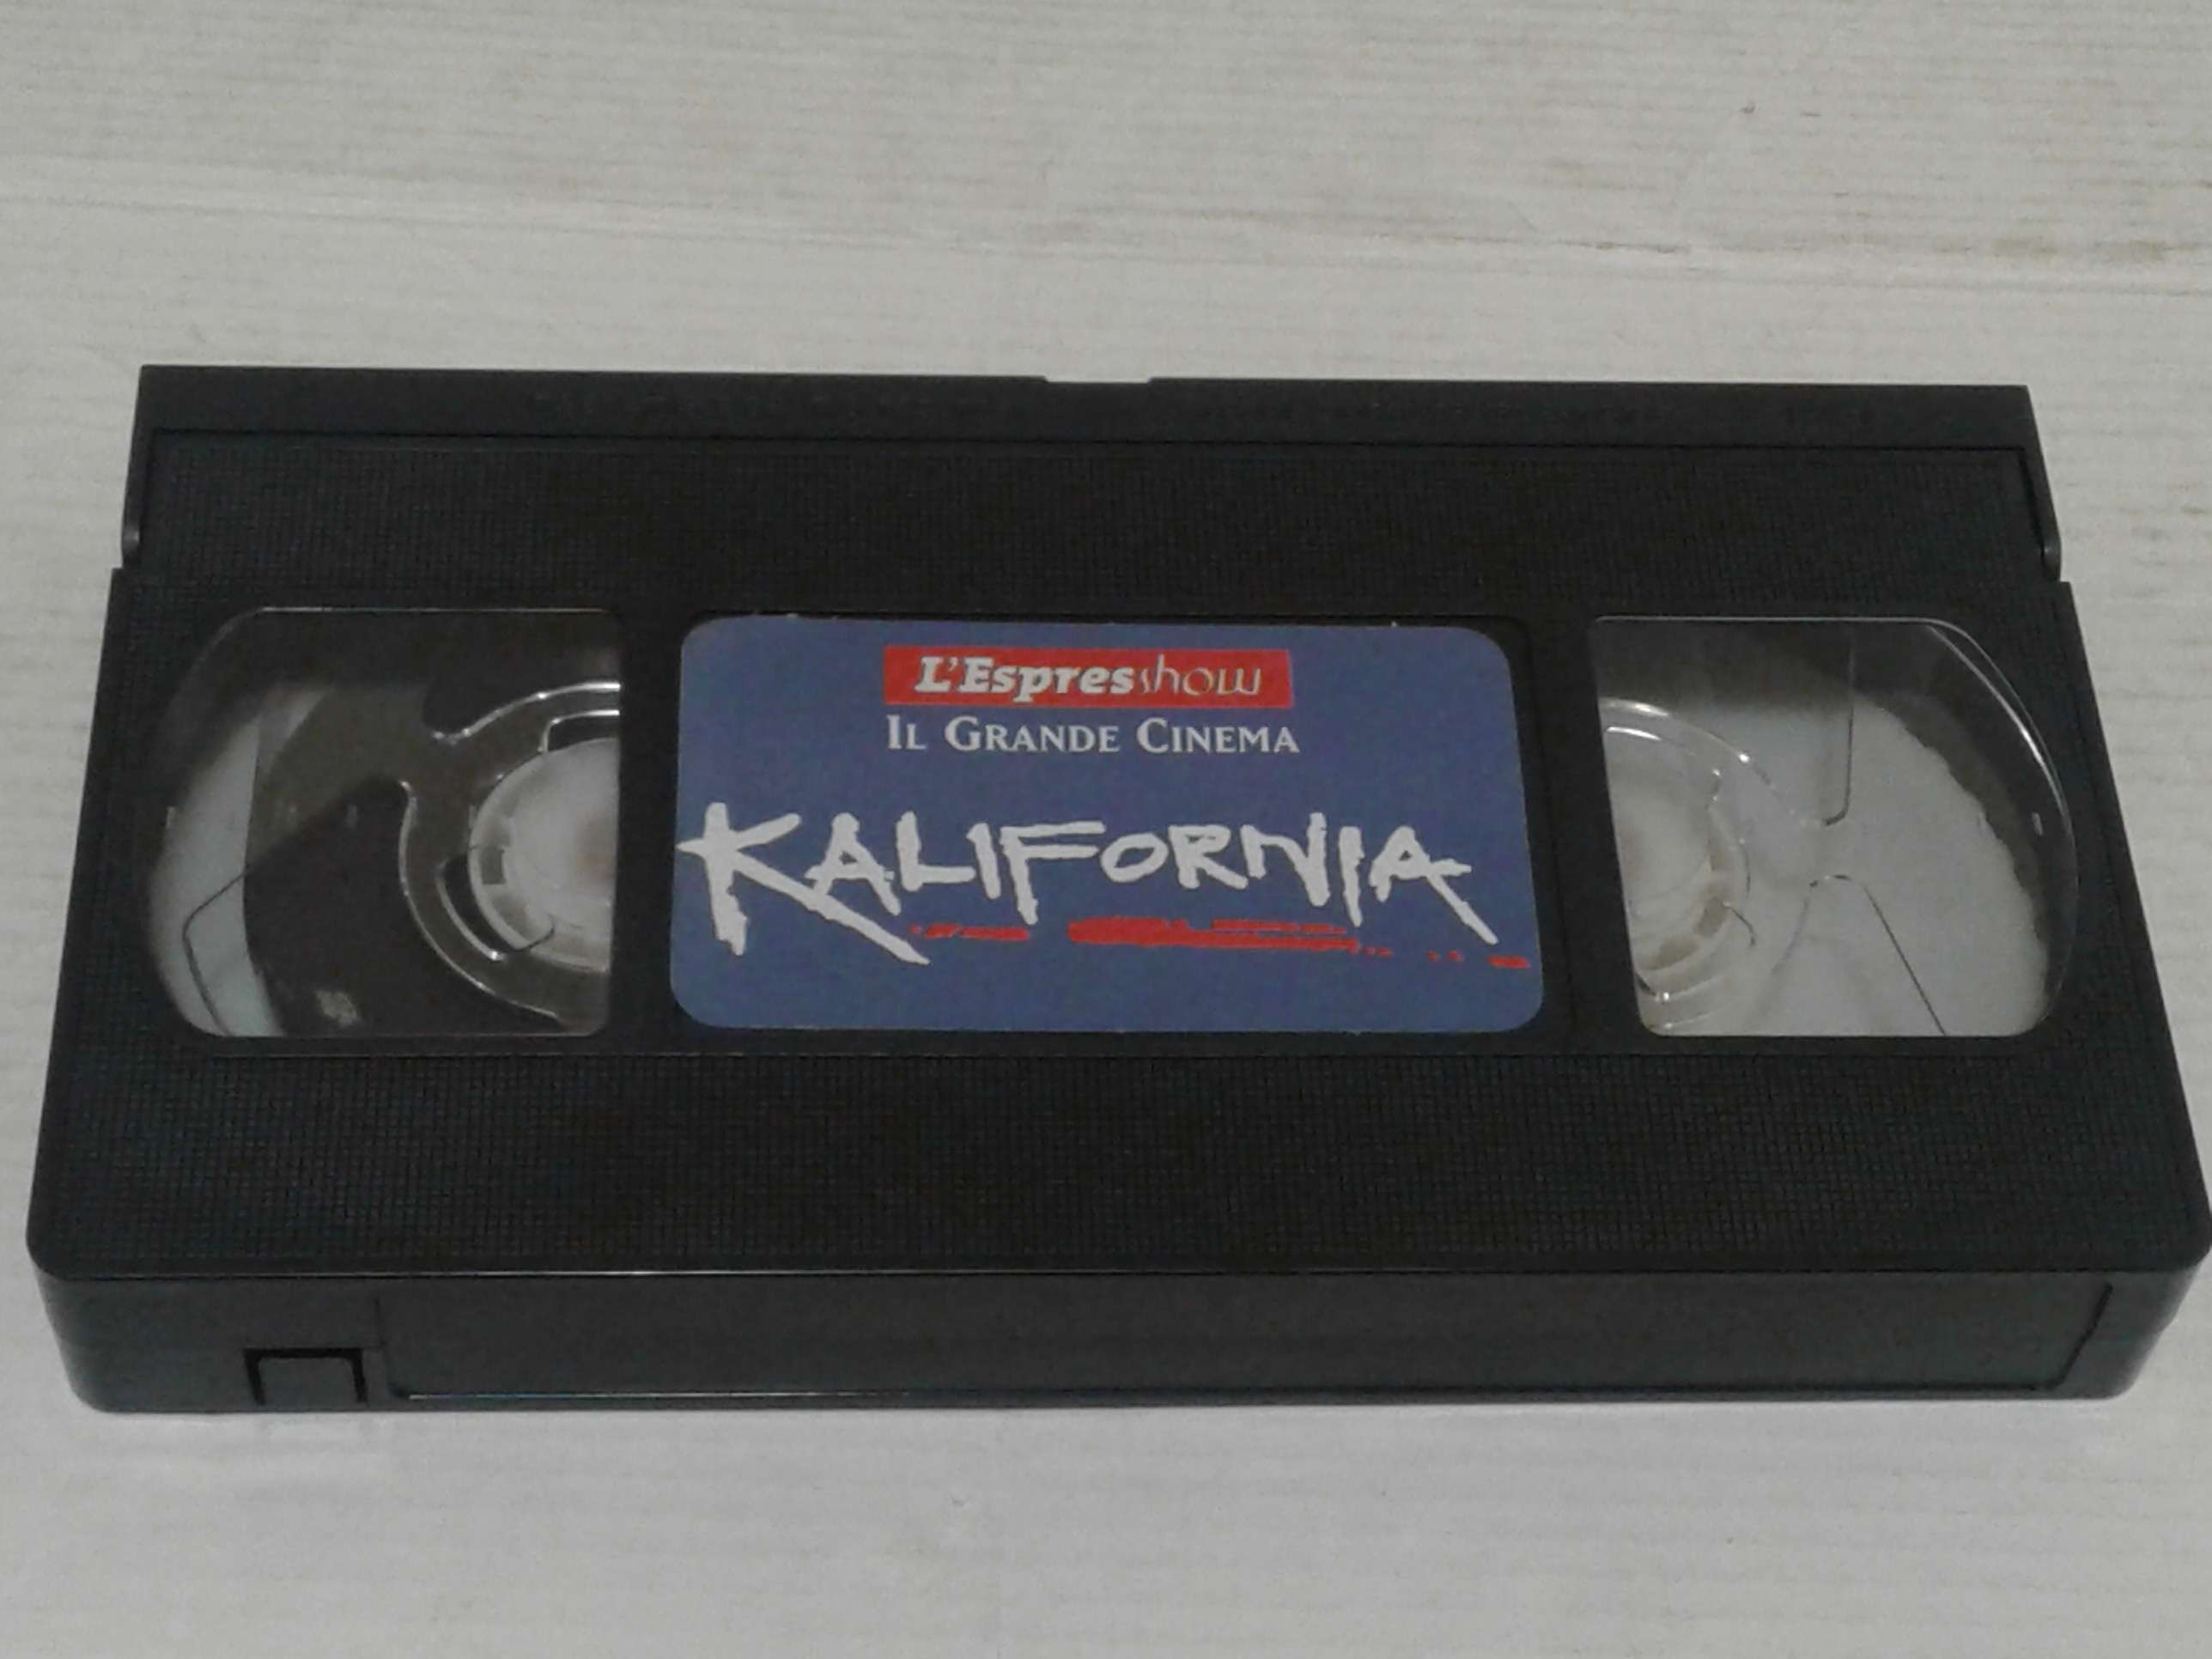 L'Espresshow
IL GRANDE CINEMA
KALIFORNIA